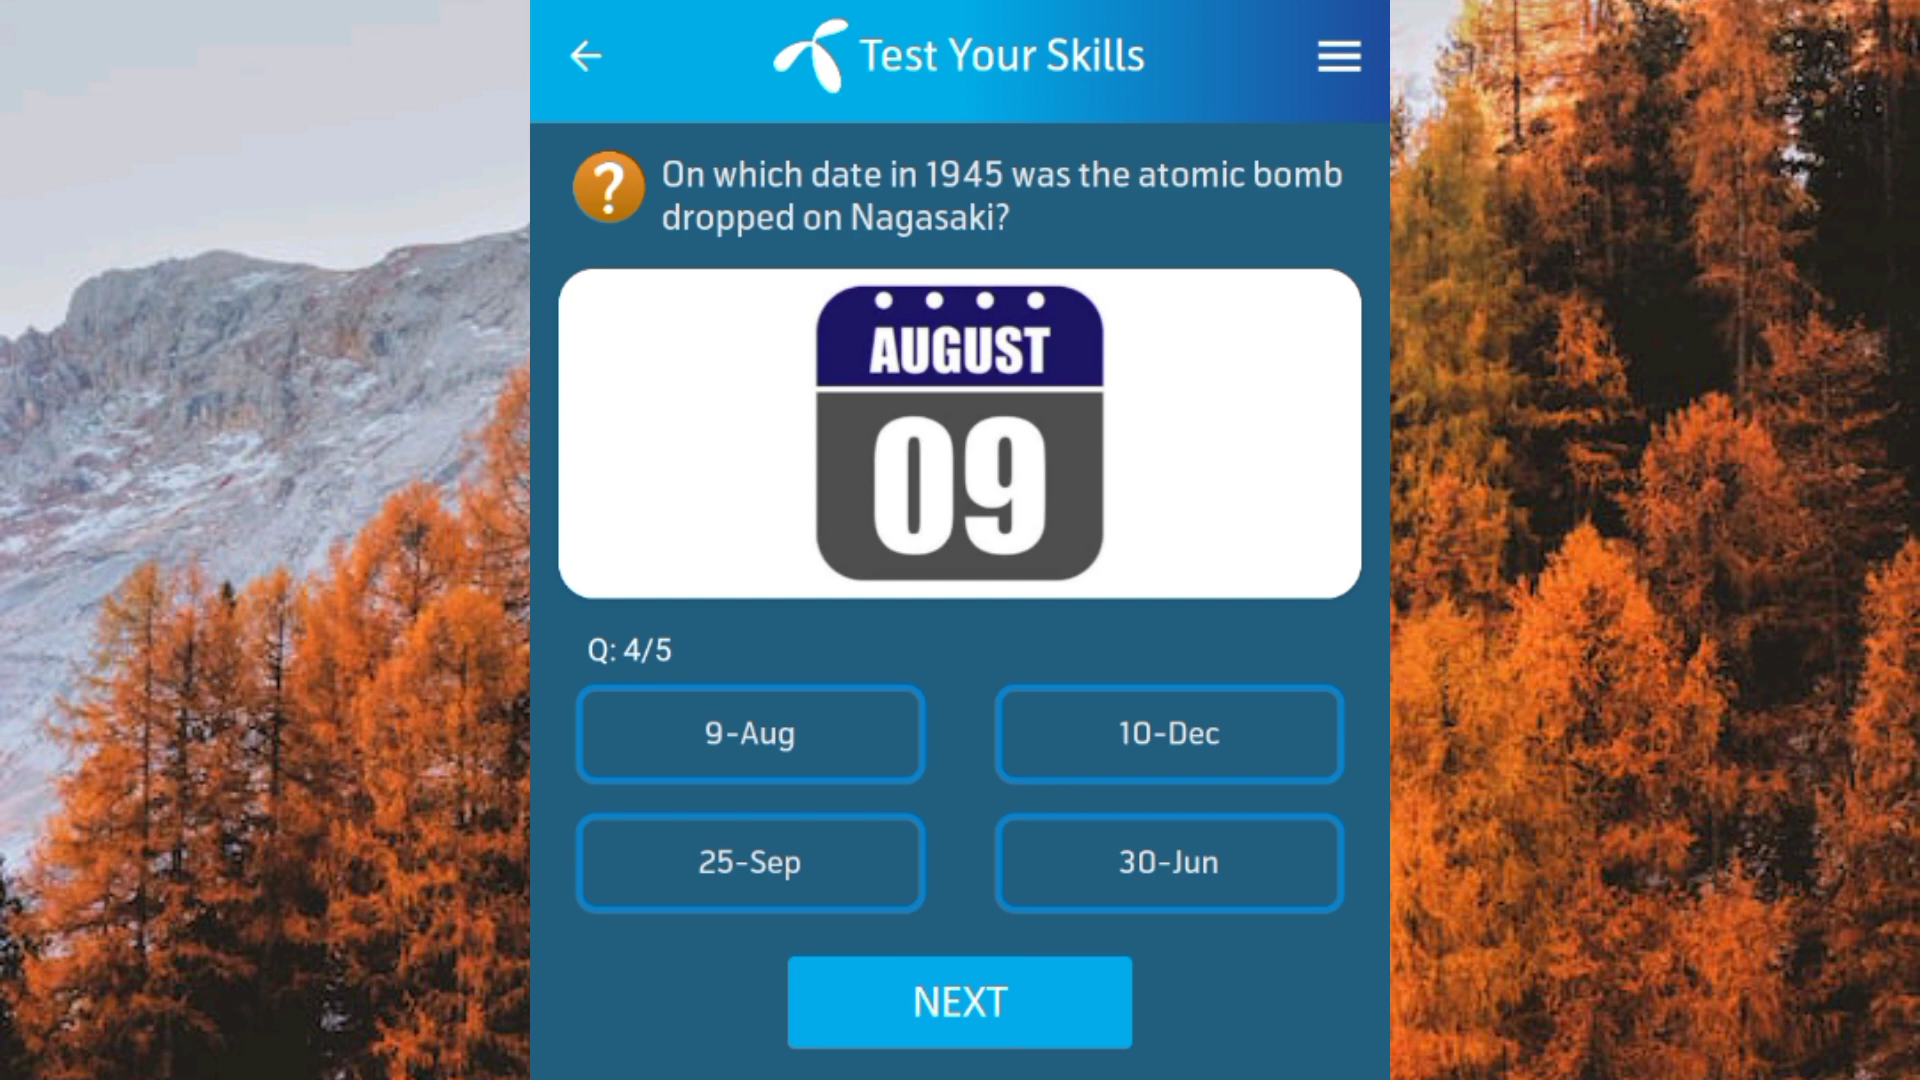 Test Your Skills
On which date in 1945 was the atomic bomb
dropped on Nagasaki?
AUGUST
09
Q: 4/5
9-Aug
10-Dec
25-Sep
30-Jun
NEXT